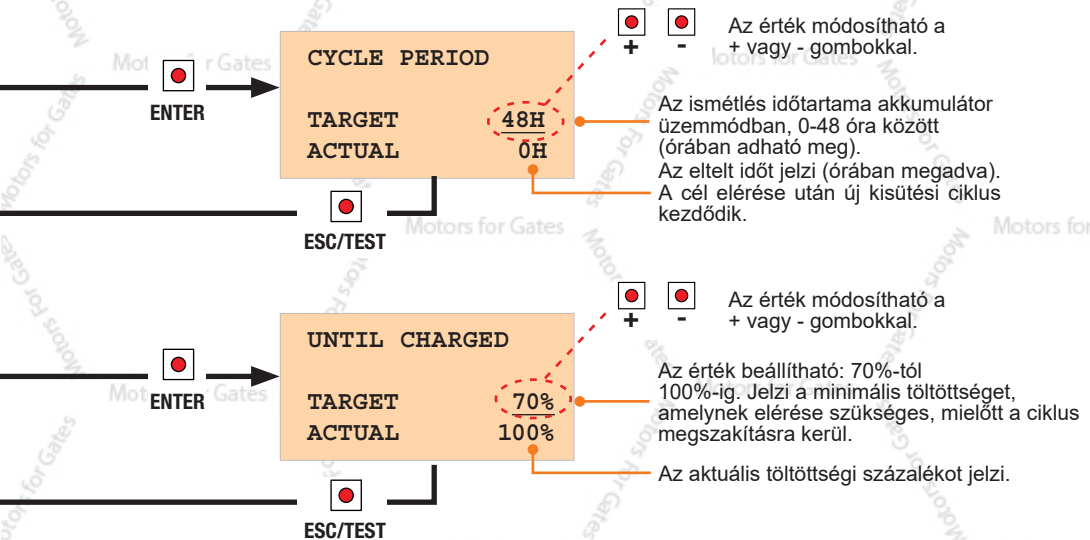 + -
Az érték módosítható a
+ vagy - gombokkal.
ENTER
CYCLE PERIOD
TARGET 48H
ACTUAL 0H
Az ismétlés időtartama akkumulátor
üzemmódban, 0-48 óra között
(órában adható meg).
Az eltelt időt jelzi (órában megadva).
A cél elérése után új kisütési ciklus
kezdődik.
ESC/TEST
+ -
Az érték módosítható a
+ vagy - gombokkal.
ENTER
UNTIL CHARGED
TARGET 70%
ACTUAL 100%
Az érték beállítható: 70%-tól
100%-ig. Jelzi a minimális töltöttséget,
amelynek elérése szükséges, mielőtt a ciklus
megszakításra kerül.
Az aktuális töltöttségi százalékot jelzi.
ESC/TEST
Motors for Gates